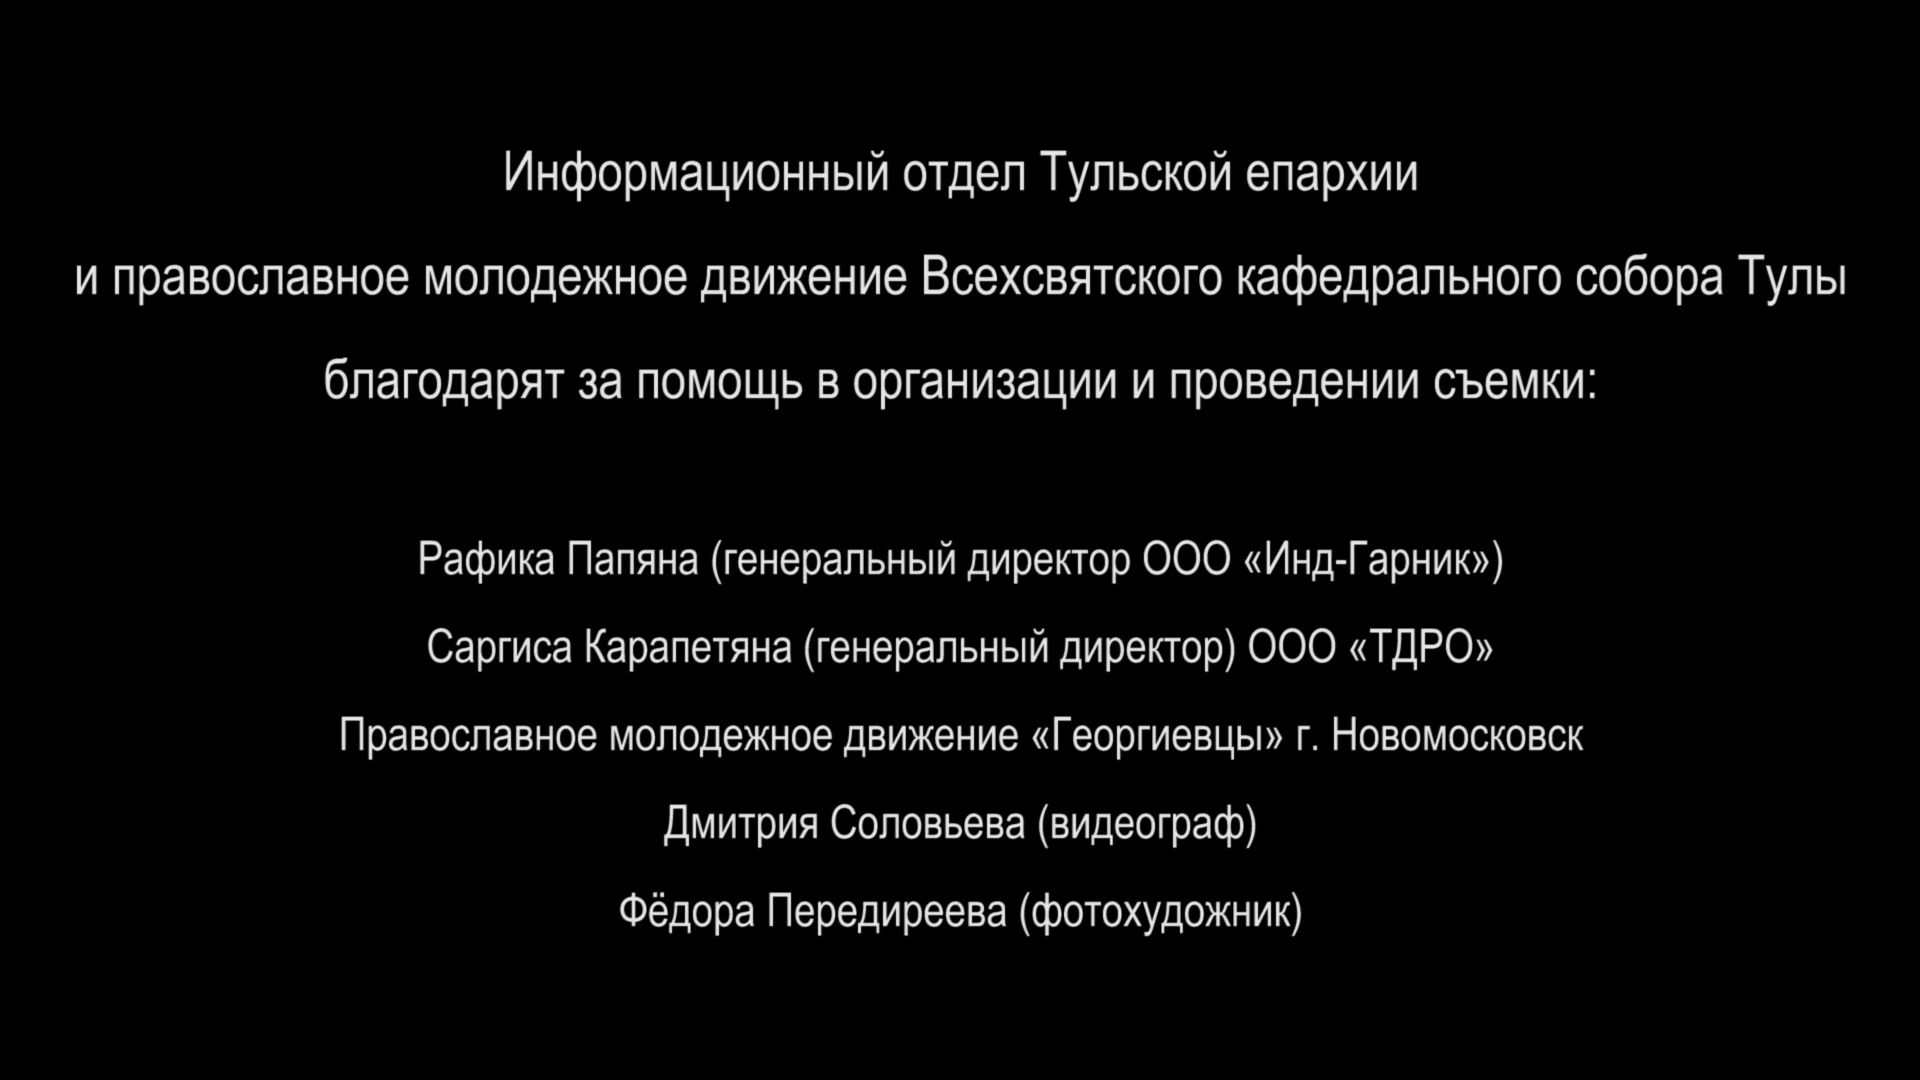 Информационный отдел Тульской епархии
и православное молодежное движение Всехсвятского кафедрального собора Тулы
благодарят за помощь в организации и проведении съемки:
Рафика Папяна (генеральный директор ООО «Инд-Гарник»)
Саргиса Карапетяна (генеральный директор) ООО «ТДРО»
Православное молодежное движение «Георгиевцы» г. Новомосковск
Дмитрия Соловьева (видеограф)
Фёдора Передиреева (фотохудожник)